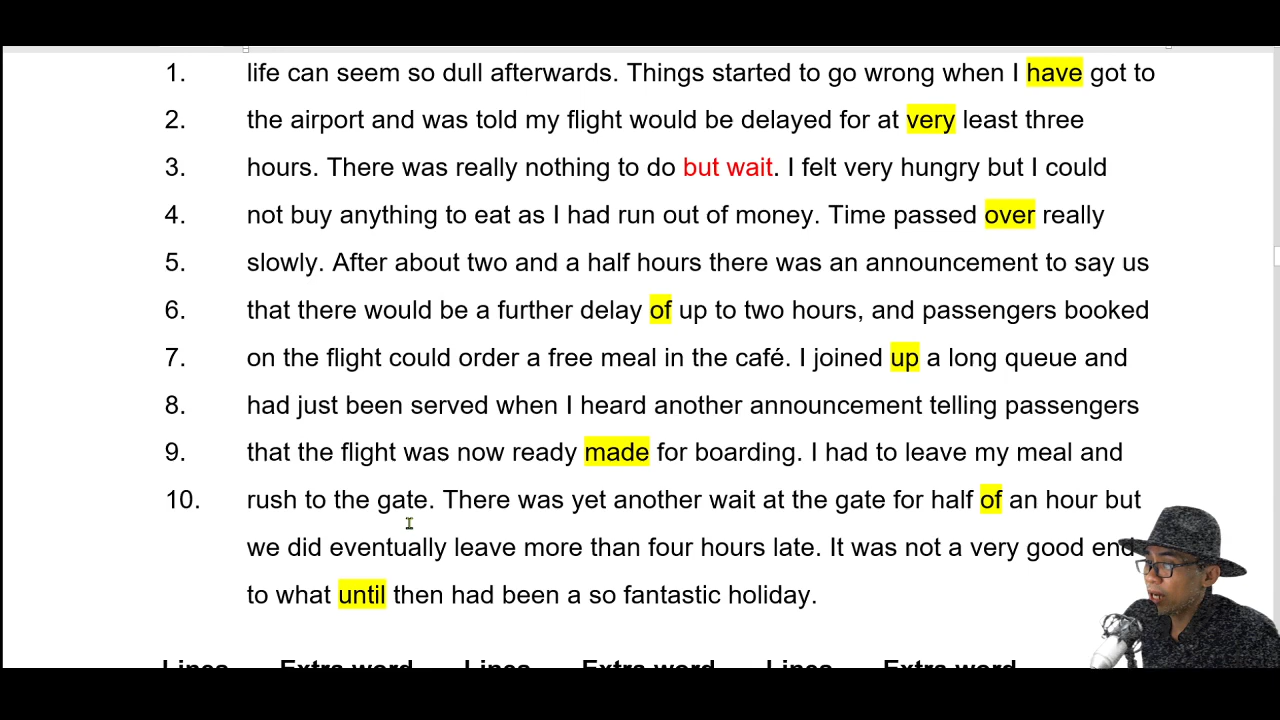 1. life can seem so dull afterwards. Things started to go wrong when I have got to
2. the airport and was told my flight would be delayed for at very least three
3. hours. There was really nothing to do but wait. I felt very hungry but I could
4. not buy anything to eat as I had run out of money. Time passed over really
5. slowly. After about two and a half hours there was an announcement to say us
6. that there would be a further delay of up to two hours, and passengers booked
7. on the flight could order a free meal in the café. I joined up a long queue and
8. had just been served when I heard another announcement telling passengers
9. that the flight was now ready made for boarding. I had to leave my meal and
10. rush to the gate. There was yet another wait at the gate for half of an hour but
we did eventually leave more than four hours late. It was not a very good end
to what until then had been a so fantastic holiday.
Lines Extra word Lines Extra word Lines Extra word